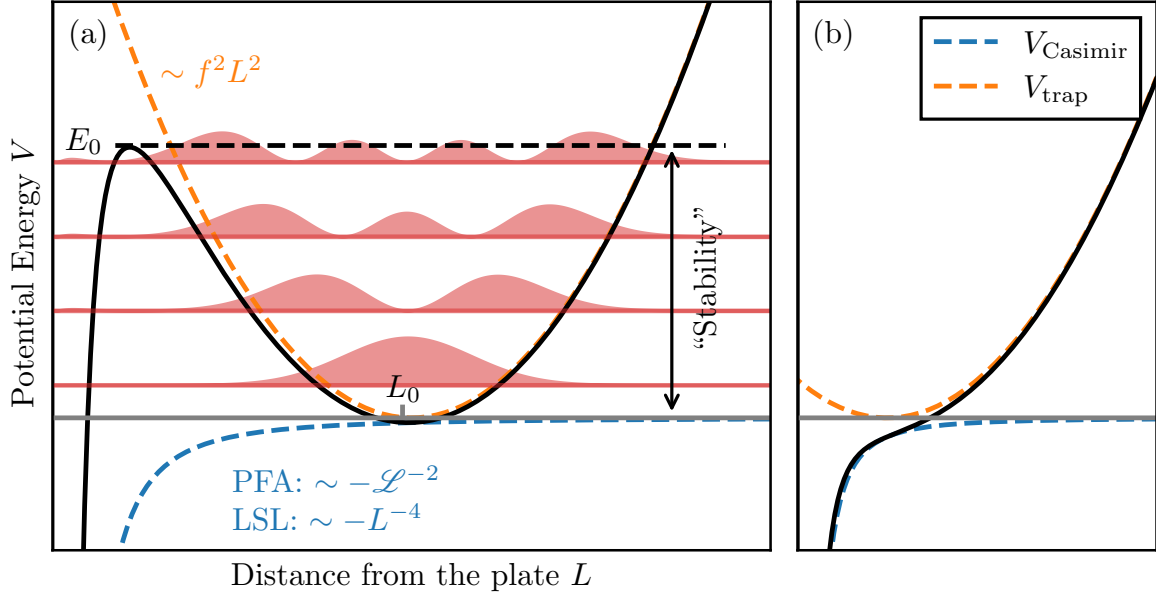 (a)
∼ f²L²
E₀
“Stability”
L₀
PFA: ∼ −ℒ⁻²
LSL: ∼ −L⁻⁴
Potential Energy V
Distance from the plate L
(b)
V_Casimir
V_trap